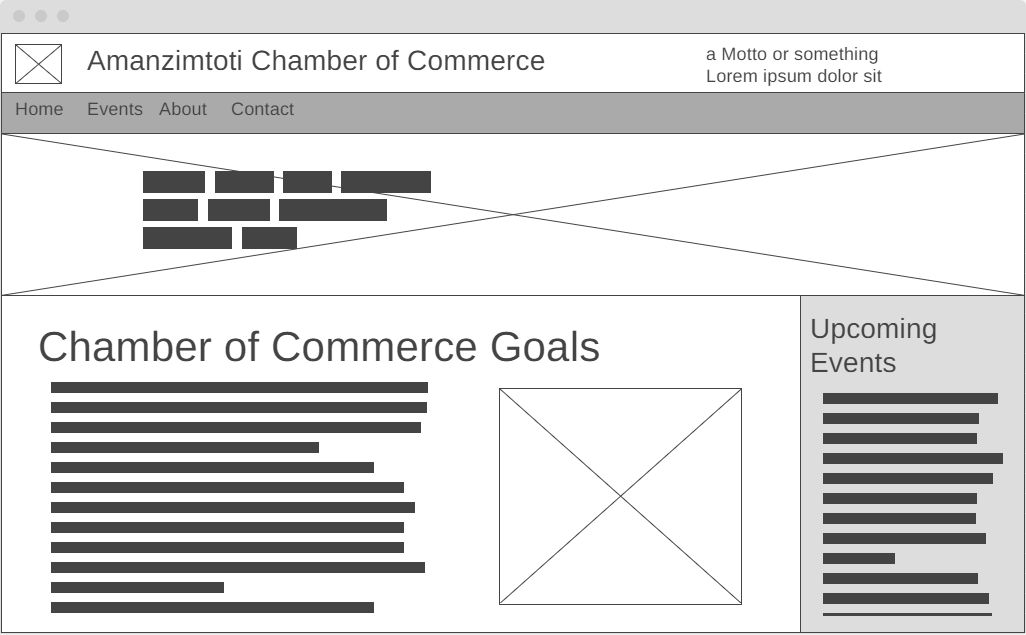 Amanzimtoti Chamber of Commerce
a Motto or something
Lorem ipsum dolor sit
Home Events About Contact
Chamber of Commerce Goals
Upcoming
Events